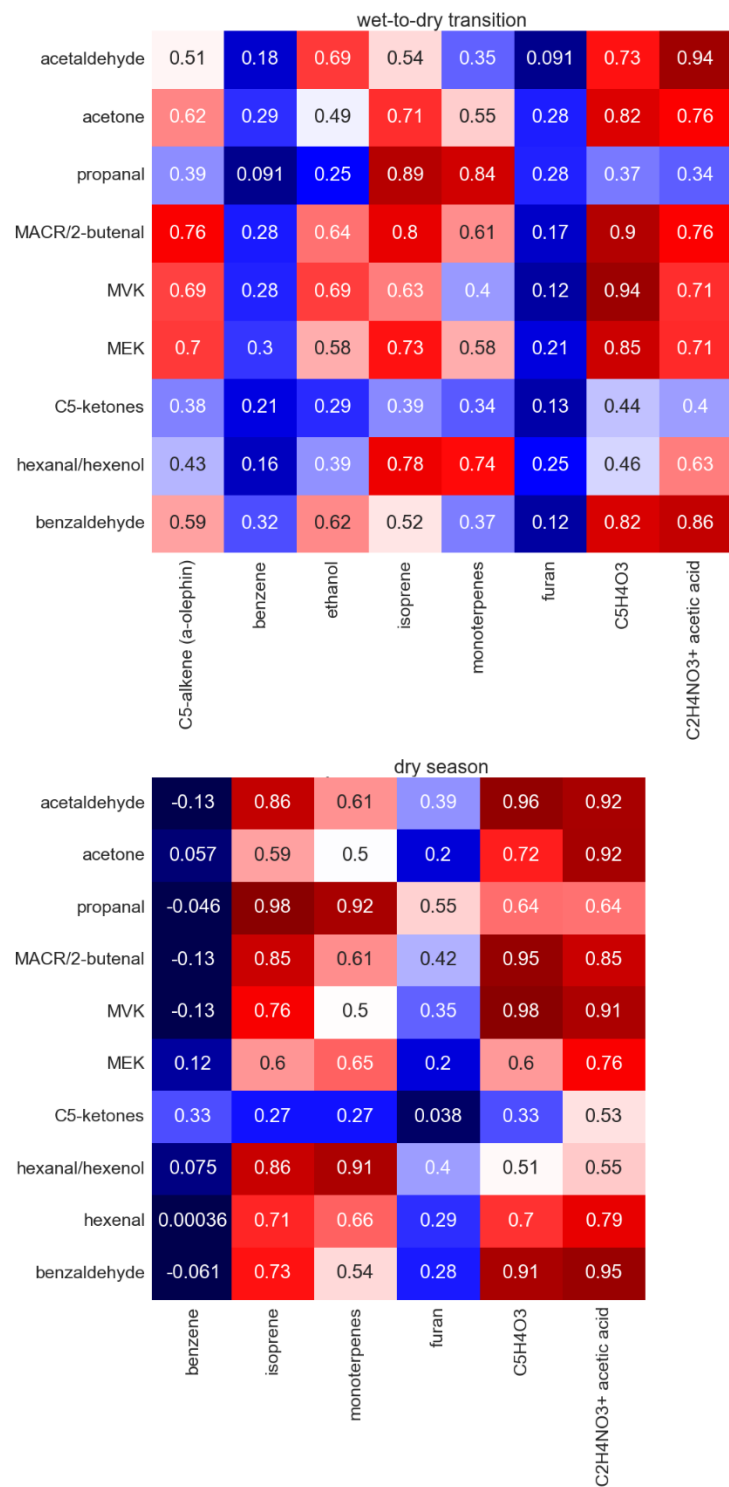 wet-to-dry transition
acetaldehyde 0.51 0.18 0.69 0.54 0.35 0.091 0.73 0.94
acetone 0.62 0.29 0.49 0.71 0.55 0.28 0.82 0.76
propanal 0.39 0.091 0.25 0.89 0.84 0.28 0.37 0.34
MACR/2-butenal 0.76 0.28 0.64 0.8 0.61 0.17 0.9 0.76
MVK 0.69 0.28 0.69 0.63 0.4 0.12 0.94 0.71
MEK 0.7 0.3 0.58 0.73 0.58 0.21 0.85 0.71
C5-ketones 0.38 0.21 0.29 0.39 0.34 0.13 0.44 0.4
hexanal/hexenol 0.43 0.16 0.39 0.78 0.74 0.25 0.46 0.63
benzaldehyde 0.59 0.32 0.62 0.52 0.37 0.12 0.82 0.86
C5-alkene (a-olephin)
benzene
ethanol
isoprene
monoterpenes
furan
C5H4O3
C2H4NO3+ acetic acid
dry season
acetaldehyde -0.13 0.86 0.61 0.39 0.96 0.92
acetone 0.057 0.59 0.5 0.2 0.72 0.92
propanal -0.046 0.98 0.92 0.55 0.64 0.64
MACR/2-butenal -0.13 0.85 0.61 0.42 0.95 0.85
MVK -0.13 0.76 0.5 0.35 0.98 0.91
MEK 0.12 0.6 0.65 0.2 0.6 0.76
C5-ketones 0.33 0.27 0.27 0.038 0.33 0.53
hexanal/hexenol 0.075 0.86 0.91 0.4 0.51 0.55
hexenal 0.00036 0.71 0.66 0.29 0.7 0.79
benzaldehyde -0.061 0.73 0.54 0.28 0.91 0.95
benzene
isoprene
monoterpenes
furan
C5H4O3
C2H4NO3+ acetic acid